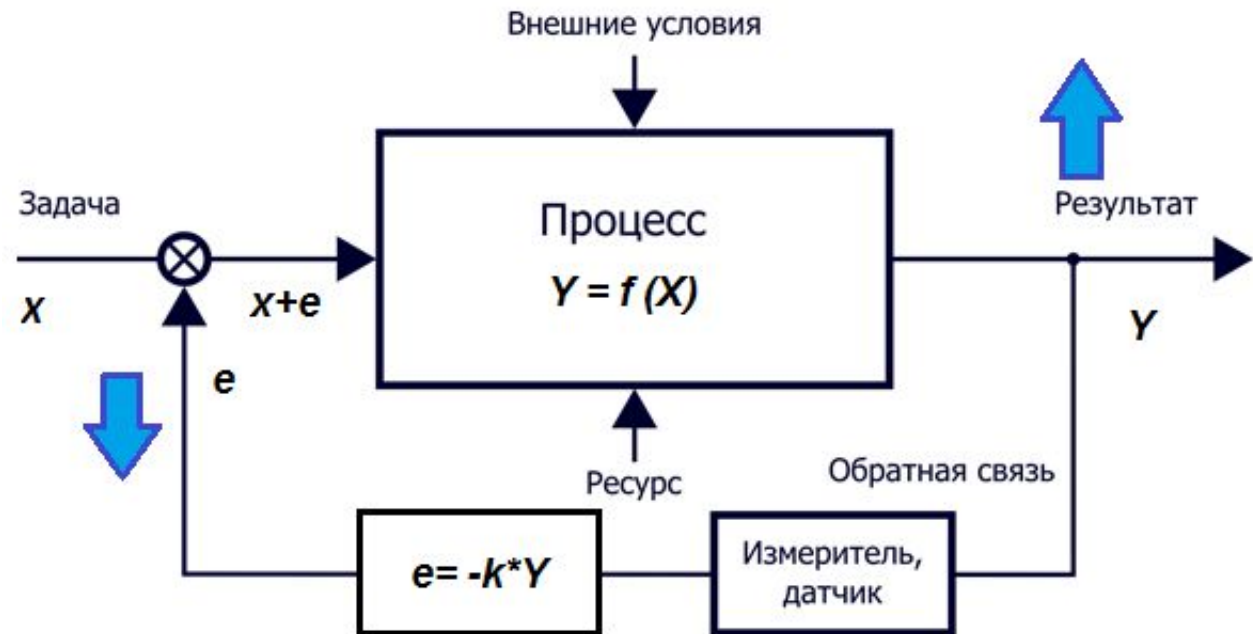 Внешние условия
Задача
Процесс
Результат
Y = f (X)
X
x+e
Y
e
Ресурс
Обратная связь
e= -k*Y
Измеритель,
датчик